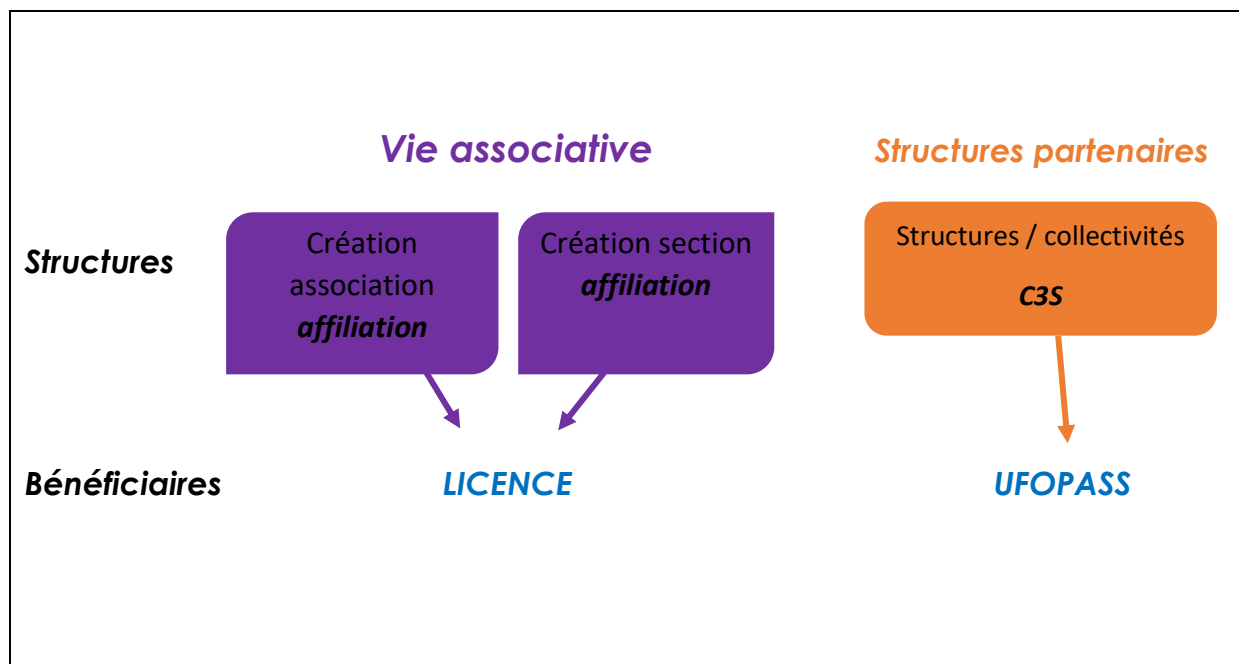 Vie associative
Structures partenaires
Structures
Création
association
affiliation
Création section
affiliation
Structures / collectivités
C3S
Bénéficiaires
LICENCE
UFOPASS